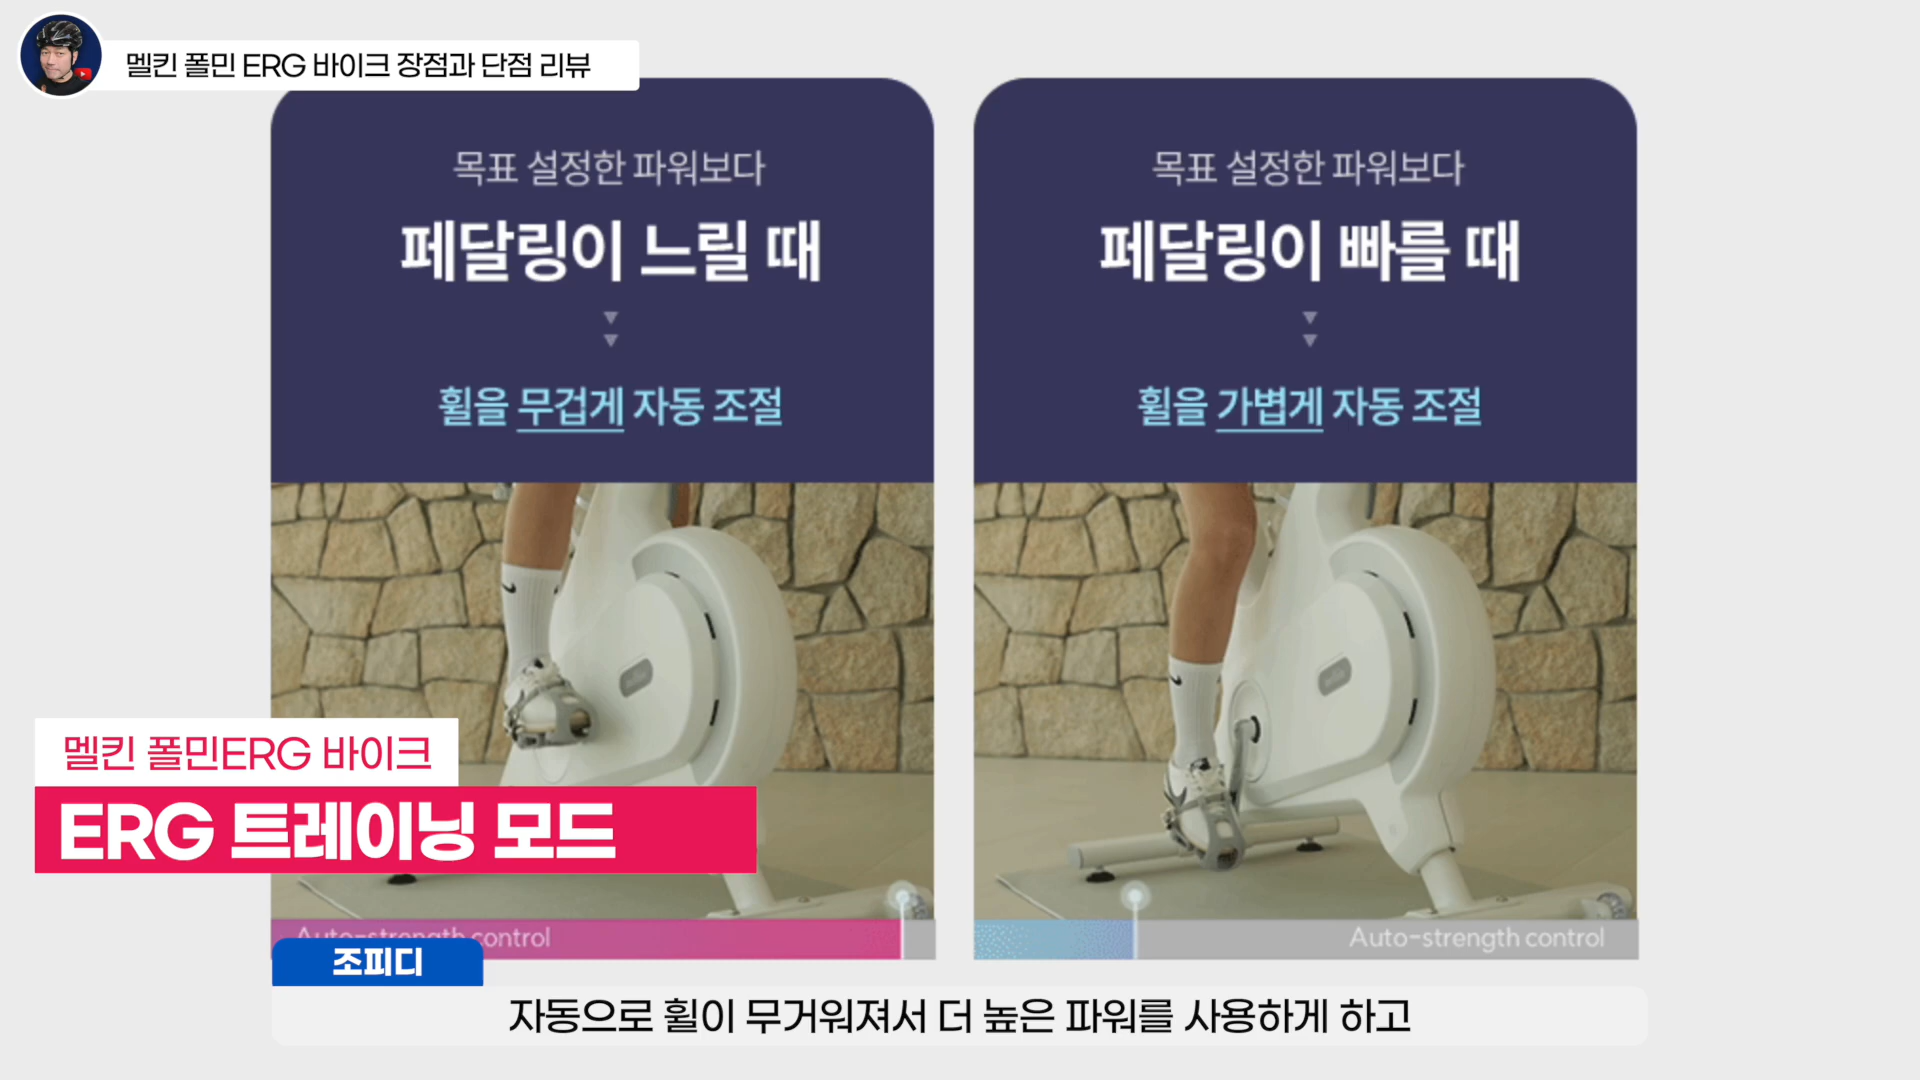 멜킨 폴민 ERG 바이크 장점과 단점 리뷰
목표 설정한 파워보다
페달링이 느릴 때
휠을 무겁게 자동 조절
목표 설정한 파워보다
페달링이 빠를 때
휠을 가볍게 자동 조절
멜킨 폴민ERG 바이크
ERG 트레이닝 모드
Auto-strength control
Auto-strength control
조피디
자동으로 휠이 무거워져서 더 높은 파워를 사용하게 하고